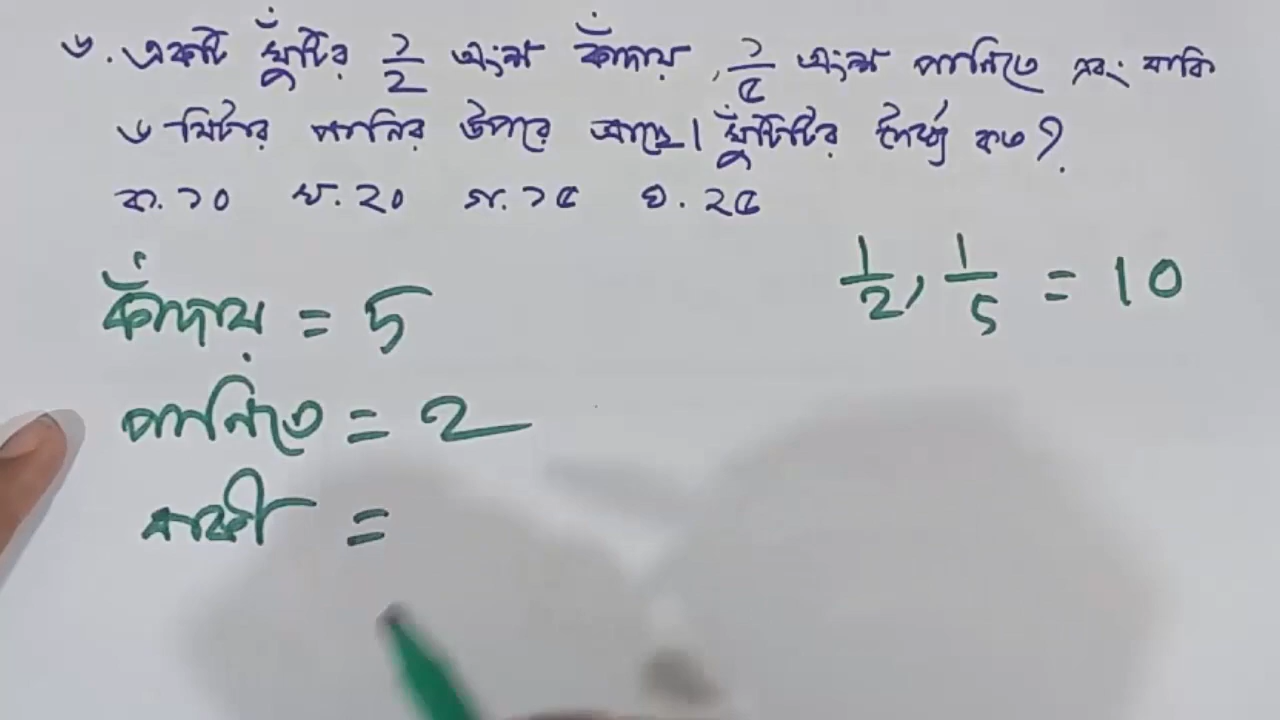 ৬. একটি খুঁটির ১/২ অংশ কাঁদায়, ১/৫ অংশ পানিতে এবং বাকি
৬ মিটার পানির উপরে আছে। খুঁটিটির দৈর্ঘ্য কত?
ক. ১০ খ. ২০ গ. ১৫ ঘ. ২৫
1/2, 1/5 = 10
কাঁদায় = 5
পানিতে = 2
বাকী =